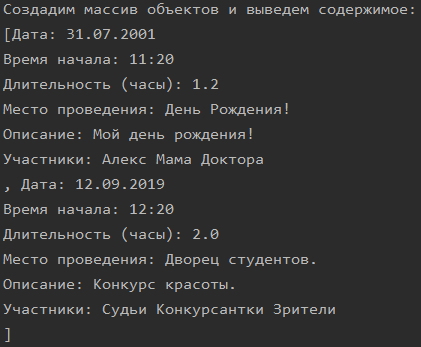 Создадим массив объектов и выведем содержимое:
[Дата: 31.07.2001
Время начала: 11:20
Длительность (часы): 1.2
Место проведения: День Рождения!
Описание: Мой день рождения!
Участники: Алекс Мама Доктора
, Дата: 12.09.2019
Время начала: 12:20
Длительность (часы): 2.0
Место проведения: Дворец студентов.
Описание: Конкурс красоты.
Участники: Судьи Конкурсантки Зрители
]